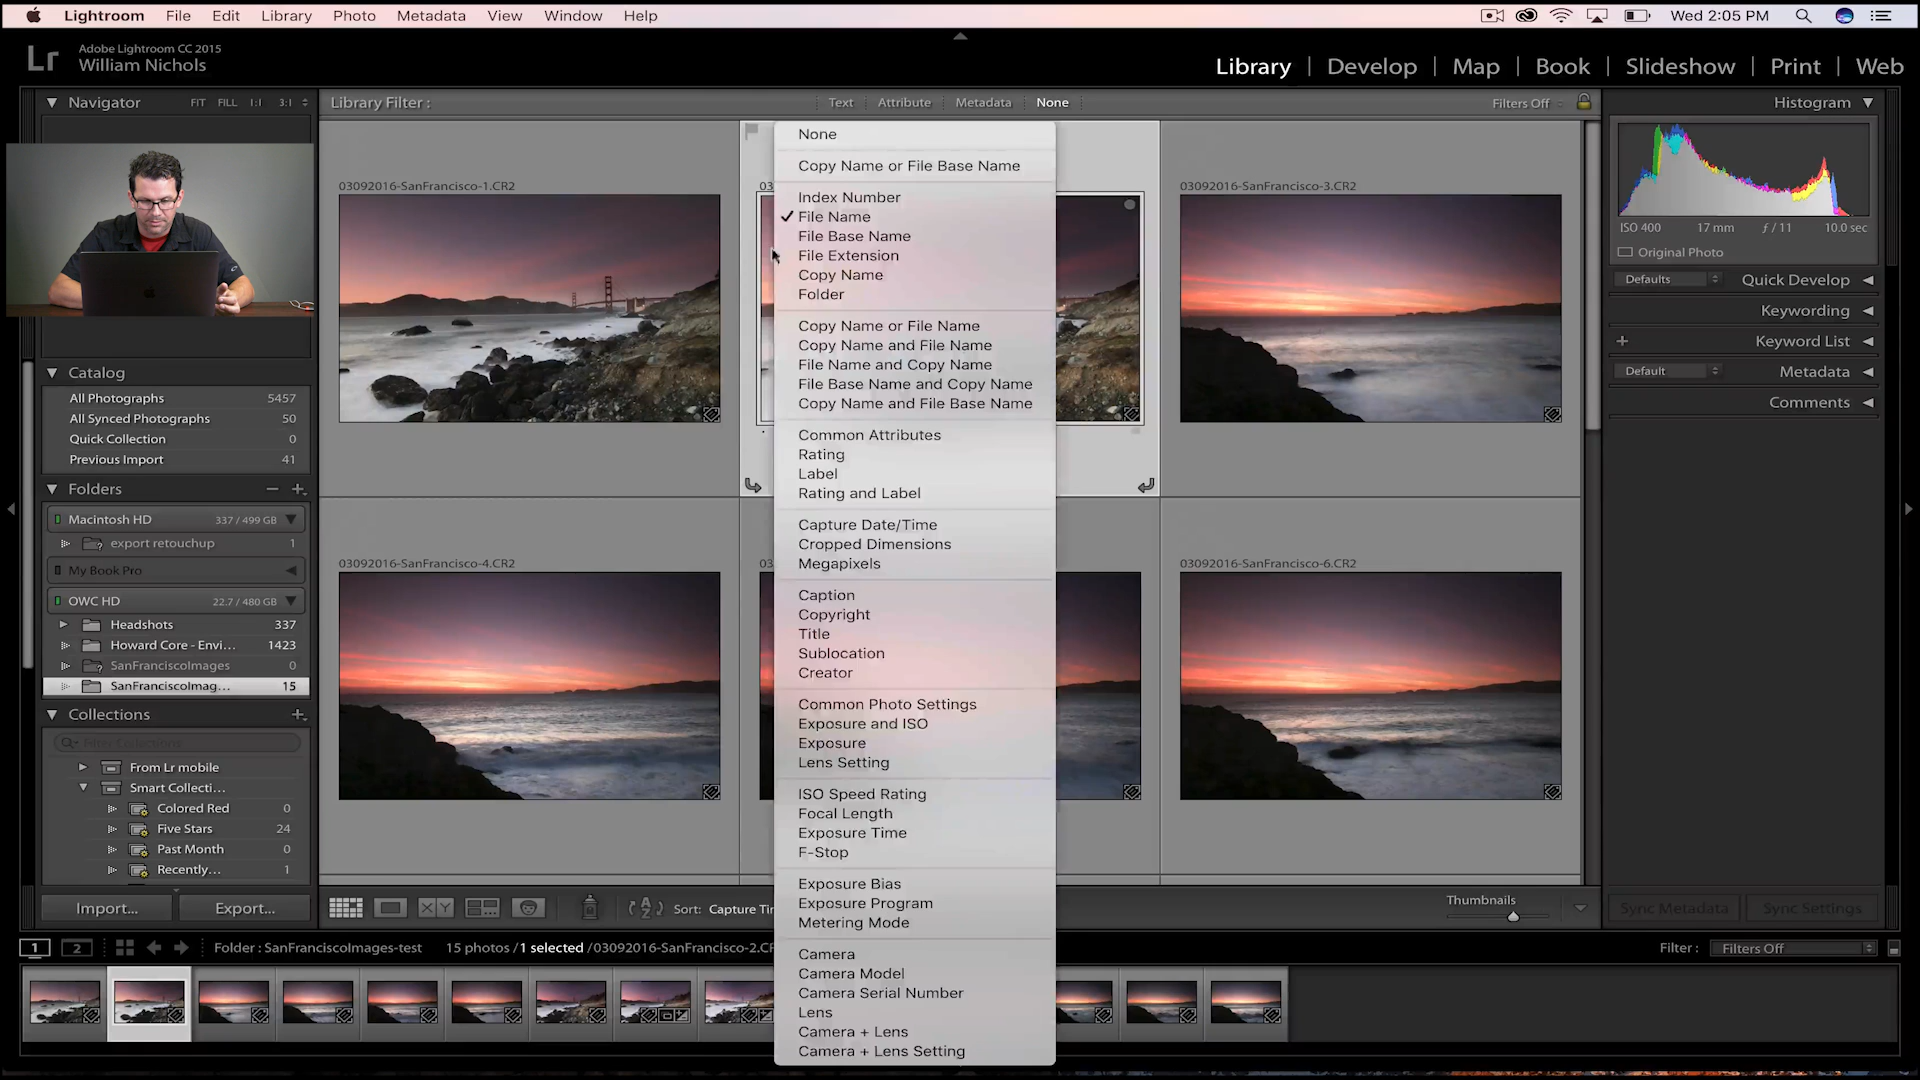 Lightroom File Edit Library Photo Metadata View Window Help Wed 2:05 PM
Lr Adobe Lightroom CC 2015
William Nichols
Library | Develop | Map | Book | Slideshow | Print | Web
Navigator FIT FILL 1:1 3:1
Library Filter : Text Attribute Metadata None Filters Off
Histogram
ISO 400 17 mm ƒ / 11 10.0 sec
Original Photo
Defaults Quick Develop
Keywording
Keyword List
Default Metadata
Comments
Catalog
All Photographs 5457
All Synced Photographs 50
Quick Collection 0
Previous Import 41
Folders
Macintosh HD 337 / 499 GB
export retouchup 1
My Book Pro
OWC HD 22.7 / 480 GB
Headshots 337
Howard Core - Envi... 1423
SanFranciscoImages 0
SanFranciscoImag... 15
Collections
Filter Collections
From Lr mobile
Smart Collecti...
Colored Red 0
Five Stars 24
Past Month 0
Recently... 1
Import... Export...
03092016-SanFrancisco-1.CR2
03
03092016-SanFrancisco-3.CR2
03092016-SanFrancisco-4.CR2
03092016-SanFrancisco-6.CR2
None
Copy Name or File Base Name
Index Number
File Name
File Base Name
File Extension
Copy Name
Folder
Copy Name or File Name
Copy Name and File Name
File Name and Copy Name
File Base Name and Copy Name
Copy Name and File Base Name
Common Attributes
Rating
Label
Rating and Label
Capture Date/Time
Cropped Dimensions
Megapixels
Caption
Copyright
Title
Sublocation
Creator
Common Photo Settings
Exposure and ISO
Exposure
Lens Setting
ISO Speed Rating
Focal Length
Exposure Time
F-Stop
Exposure Bias
Exposure Program
Metering Mode
Camera
Camera Model
Camera Serial Number
Lens
Camera + Lens
Camera + Lens Setting
XY AZ Sort: Capture Ti
Thumbnails
Sync Metadata Sync Settings
1 2 Folder : SanFranciscoImages-test 15 photos / 1 selected / 03092016-SanFrancisco-2.C
Filter : Filters Off